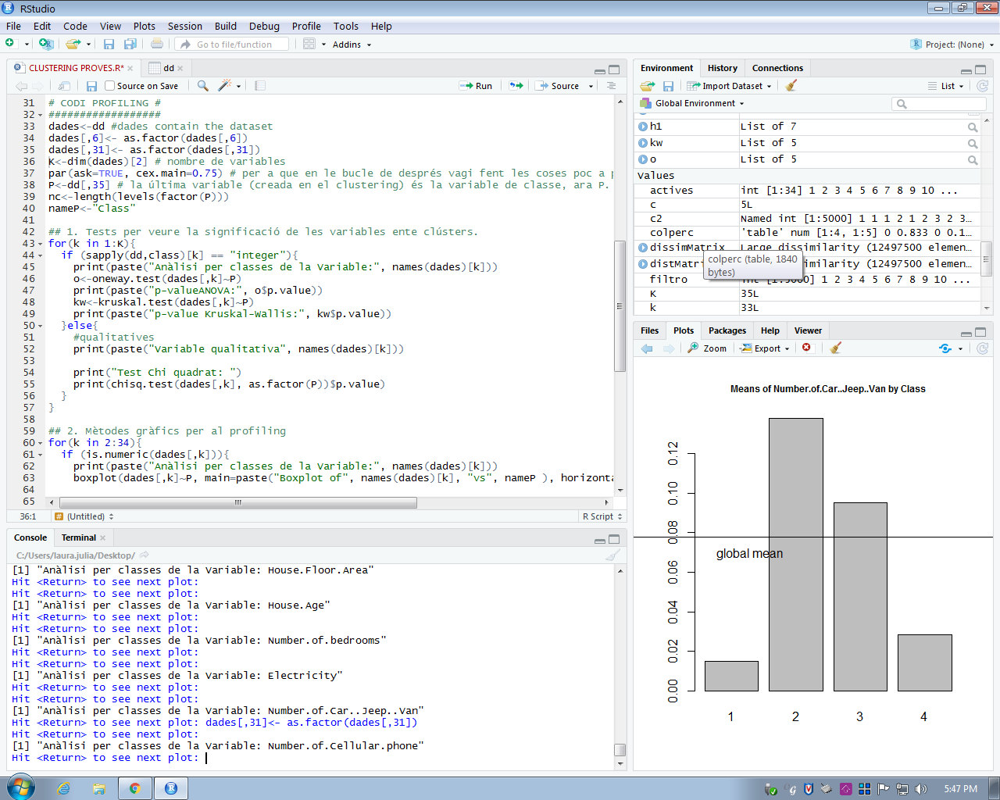 RStudio
File Edit Code View Plots Session Build Debug Profile Tools Help
Go to file/function Addins Project: (None)
CLUSTERING PROVES.R* dd
Source on Save Run Source
31 # CODI PROFILING #
32 ##################
33 dades<-dd #dades contain the dataset
34 dades[,6]<- as.factor(dades[,6])
35 dades[,31]<- as.factor(dades[,31])
36 K<-dim(dades)[2] # nombre de variables
37 par(ask=TRUE, cex.main=0.75) # per a que en le bucle de després vagi fent les coses poc a p
38 P<-dd[,35] # la última variable (creada en el clustering) és la variable de classe, ara P.
39 nc<-length(levels(factor(P)))
40 nameP<-"Class"
41
42 ## 1. Tests per veure la significació de les variables ente clústers.
43 for(k in 1:K){
44 if (sapply(dd,class)[k] == "integer"){
45 print(paste("Anàlisi per classes de la Variable:", names(dades)[k]))
46 o<-oneway.test(dades[,k]~P)
47 print(paste("p-valueANOVA:", o$p.value))
48 kw<-kruskal.test(dades[,k]~P)
49 print(paste("p-value Kruskal-Wallis:", kw$p.value))
50 }else{
51 #qualitatives
52 print(paste("Variable qualitativa", names(dades)[k]))
53
54 print("Test Chi quadrat: ")
55 print(chisq.test(dades[,k], as.factor(P))$p.value)
56 }
57 }
58
59 ## 2. Mètodes gràfics per al profiling
60 for(k in 2:34){
61 if (is.numeric(dades[,k])){
62 print(paste("Anàlisi per classes de la Variable:", names(dades)[k]))
63 boxplot(dades[,k]~P, main=paste("Boxplot of", names(dades)[k], "vs", nameP ), horizonta
64
65
36:1 # (Untitled) R Script
Console Terminal
C:/Users/laura.julia/Desktop/
[1] "Anàlisi per classes de la Variable: House.Floor.Area"
Hit <Return> to see next plot:
Hit <Return> to see next plot:
[1] "Anàlisi per classes de la Variable: House.Age"
Hit <Return> to see next plot:
Hit <Return> to see next plot:
[1] "Anàlisi per classes de la Variable: Number.of.bedrooms"
Hit <Return> to see next plot:
Hit <Return> to see next plot:
[1] "Anàlisi per classes de la Variable: Electricity"
Hit <Return> to see next plot:
Hit <Return> to see next plot:
[1] "Anàlisi per classes de la Variable: Number.of.Car..Jeep..Van"
Hit <Return> to see next plot: dades[,31]<- as.factor(dades[,31])
Hit <Return> to see next plot:
[1] "Anàlisi per classes de la Variable: Number.of.Cellular.phone"
Hit <Return> to see next plot:
Environment History Connections
Import Dataset List
Global Environment
h1 List of 7
kw List of 5
o List of 5
Values
actives int [1:34] 1 2 3 4 5 6 7 8 9 10 ...
c 5L
c2 Named int [1:5000] 1 1 1 2 1 2 3 2 3...
colperc 'table' num [1:4, 1:5] 0 0.833 0 0.1...
dissimMatrix Large dissimilarity (12497500 elemen...
distMatr similarity (12497500 elemen...
filtro int [1:5000] 1 2 3 4 5 6 7 8 9 10 ...
K 35L
k 33L
colperc (table, 1840
bytes)
Files Plots Packages Help Viewer
Zoom Export
Means of Number.of.Car..Jeep..Van by Class
0.12
0.10
0.08
0.06
0.04
0.02
0.00
global mean
1 2 3 4
5:47 PM